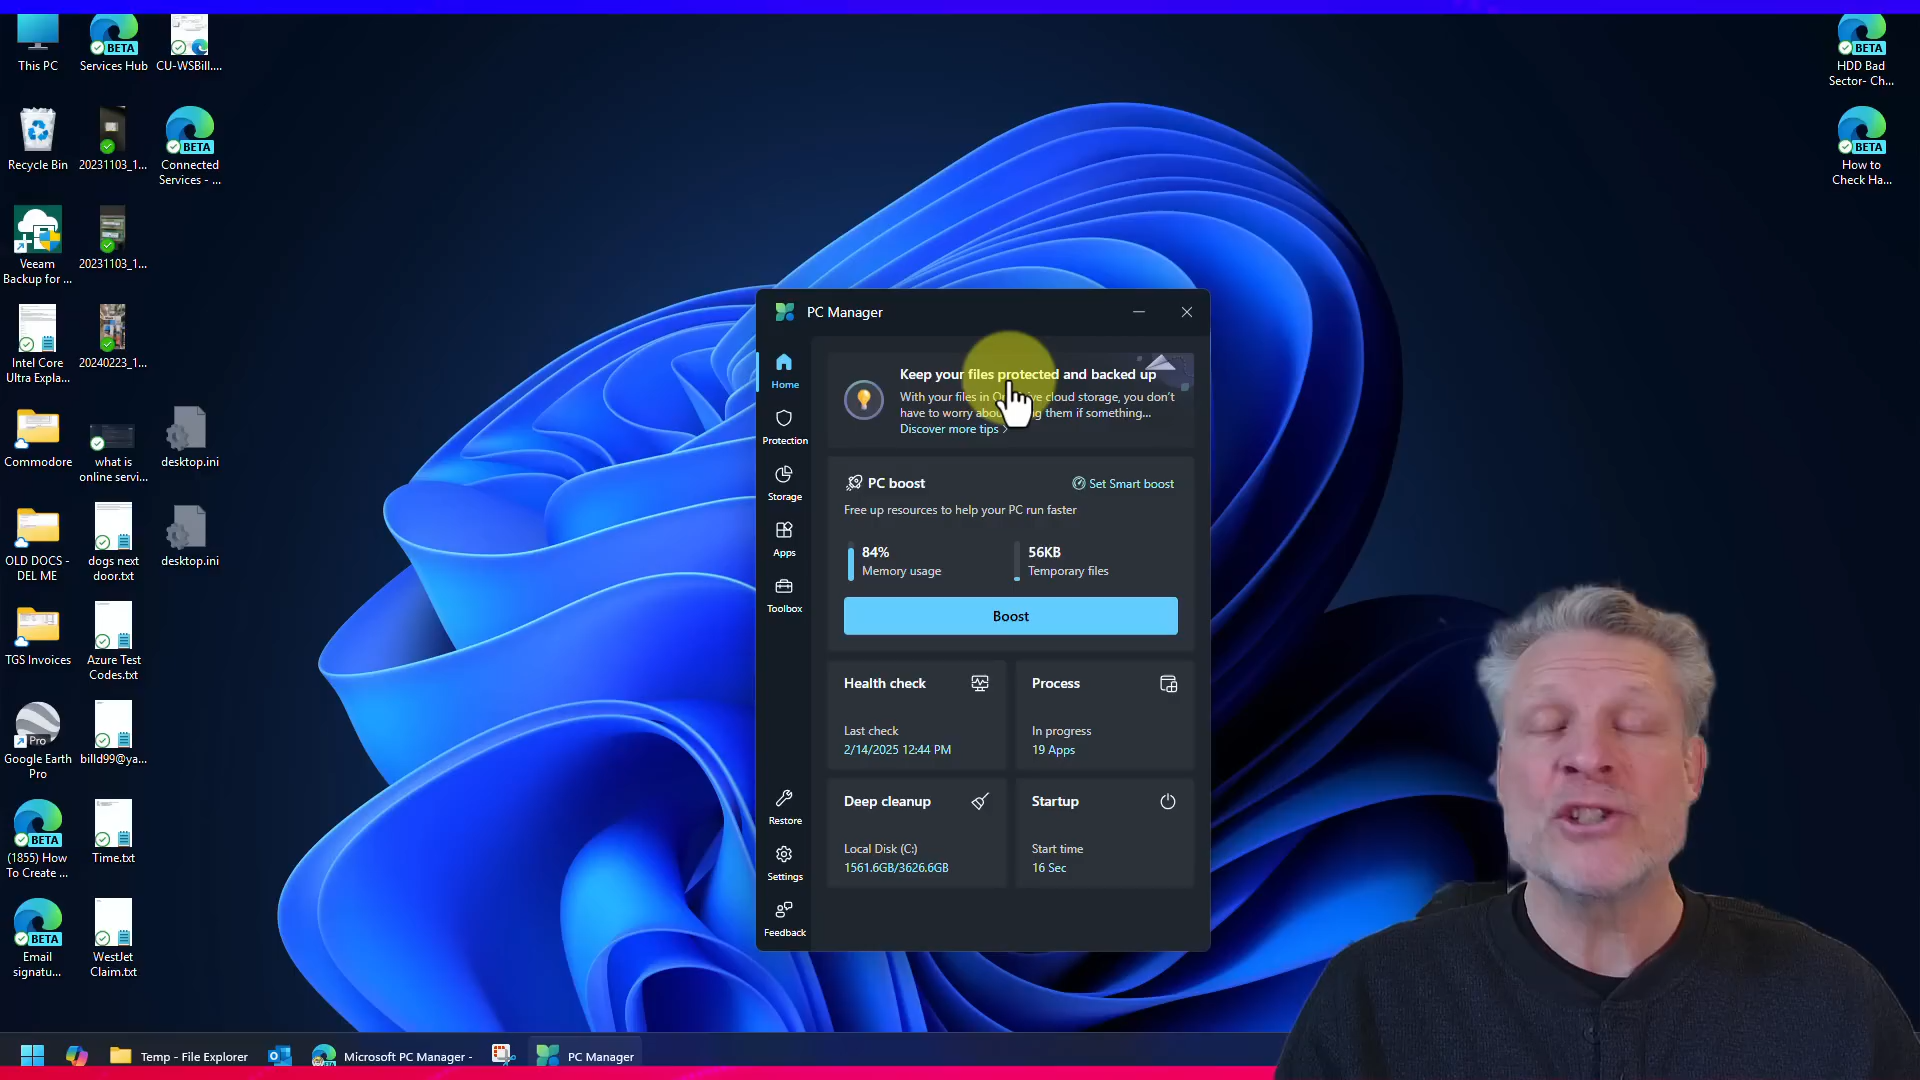 This PC
BETA
Services Hub
CU-WSBill....
BETA
HDD Bad
Sector- Ch...
Recycle Bin
20231103_1...
BETA
Connected
Services - ...
BETA
How to
Check Ha...
Veeam
Backup for ...
20231103_1...
Intel Core
Ultra Expla...
20240223_1...
Commodore
what is
online servi...
desktop.ini
OLD DOCS -
DEL ME
dogs next
door.txt
desktop.ini
TGS Invoices
Azure Test
Codes.txt
Pro
Google Earth
Pro
billd99@ya...
BETA
(1855) How
To Create ...
Time.txt
BETA
Email
signatu...
WestJet
Claim.txt
PC Manager
Home
Protection
Storage
Apps
Toolbox
Restore
Settings
Feedback
Keep your files protected and backed up
With your files in cloud storage, you don't
have to worry them if something...
Discover more tips >
PC boost
Set Smart boost
Free up resources to help your PC run faster
84%
Memory usage
56KB
Temporary files
Boost
Health check
Last check
2/14/2025 12:44 PM
Process
In progress
19 Apps
Deep cleanup
Local Disk (C:)
1561.6GB/3626.6GB
Startup
Start time
16 Sec
Temp - File Explorer
Microsoft PC Manager -
PC Manager